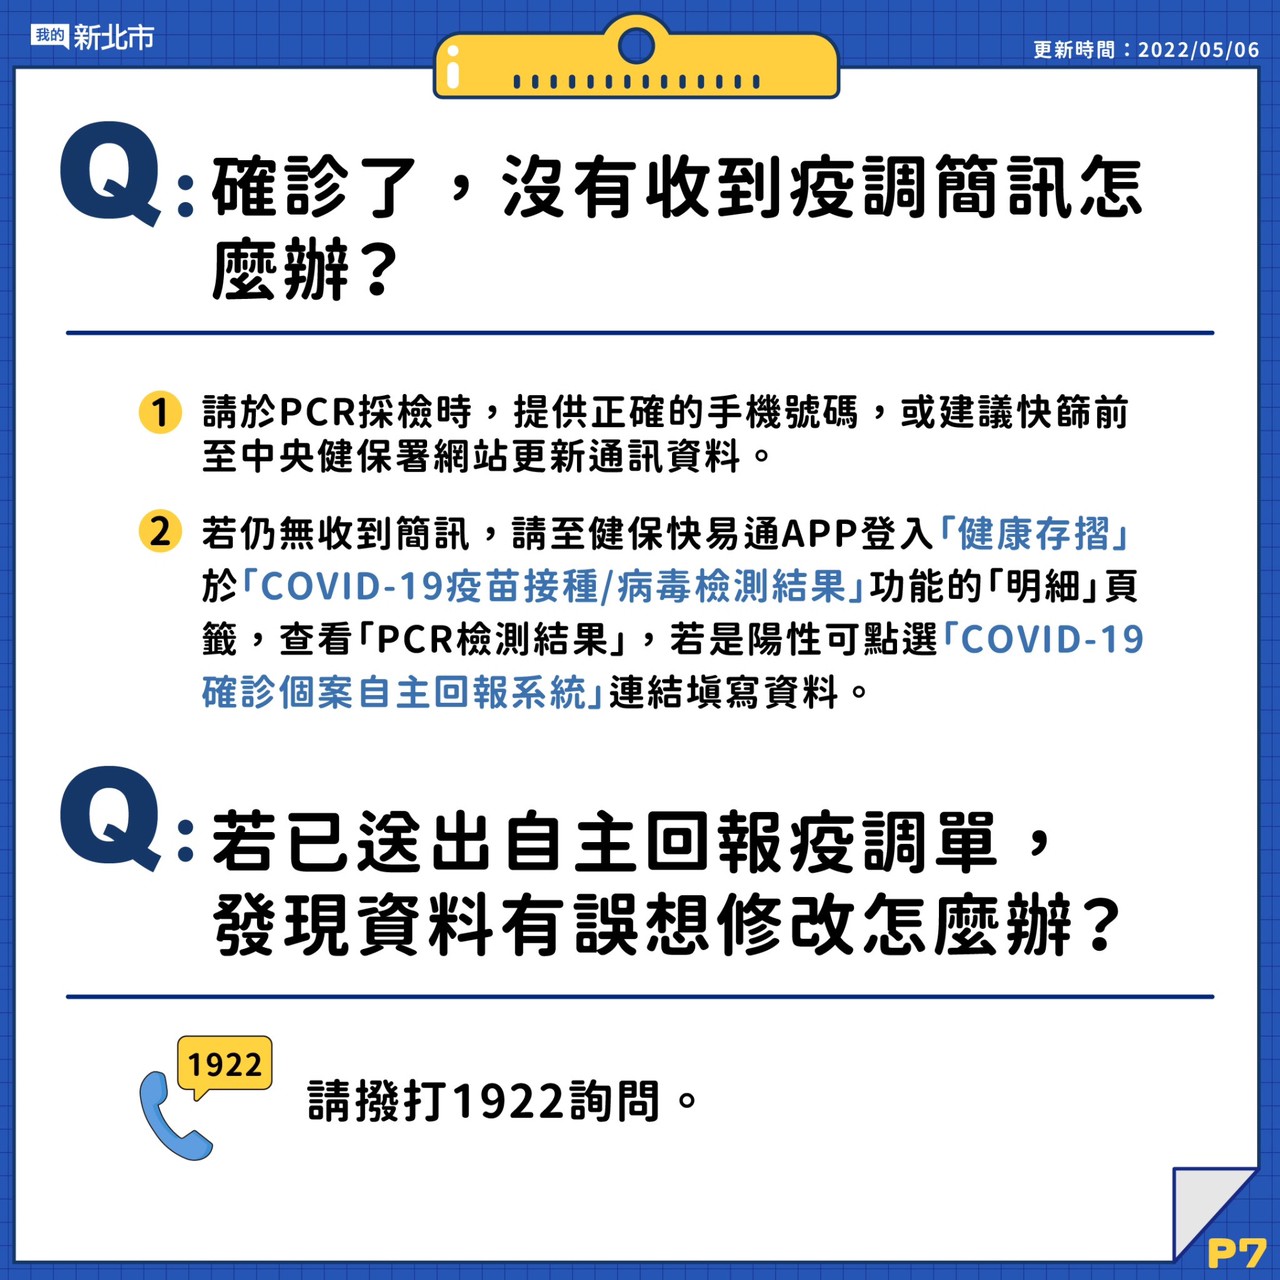 我的新北市
更新時間：2022/05/06
Q：確診了，沒有收到疫調簡訊怎
麼辦？
1 請於PCR採檢時，提供正確的手機號碼，或建議快篩前
至中央健保署網站更新通訊資料。
2 若仍無收到簡訊，請至健保快易通APP登入「健康存摺」
於「COVID-19疫苗接種/病毒檢測結果」功能的「明細」頁
籤，查看「PCR檢測結果」，若是陽性可點選「COVID-19
確診個案自主回報系統」連結填寫資料。
Q：若已送出自主回報疫調單，
發現資料有誤想修改怎麼辦？
1922
請撥打1922詢問。
P7